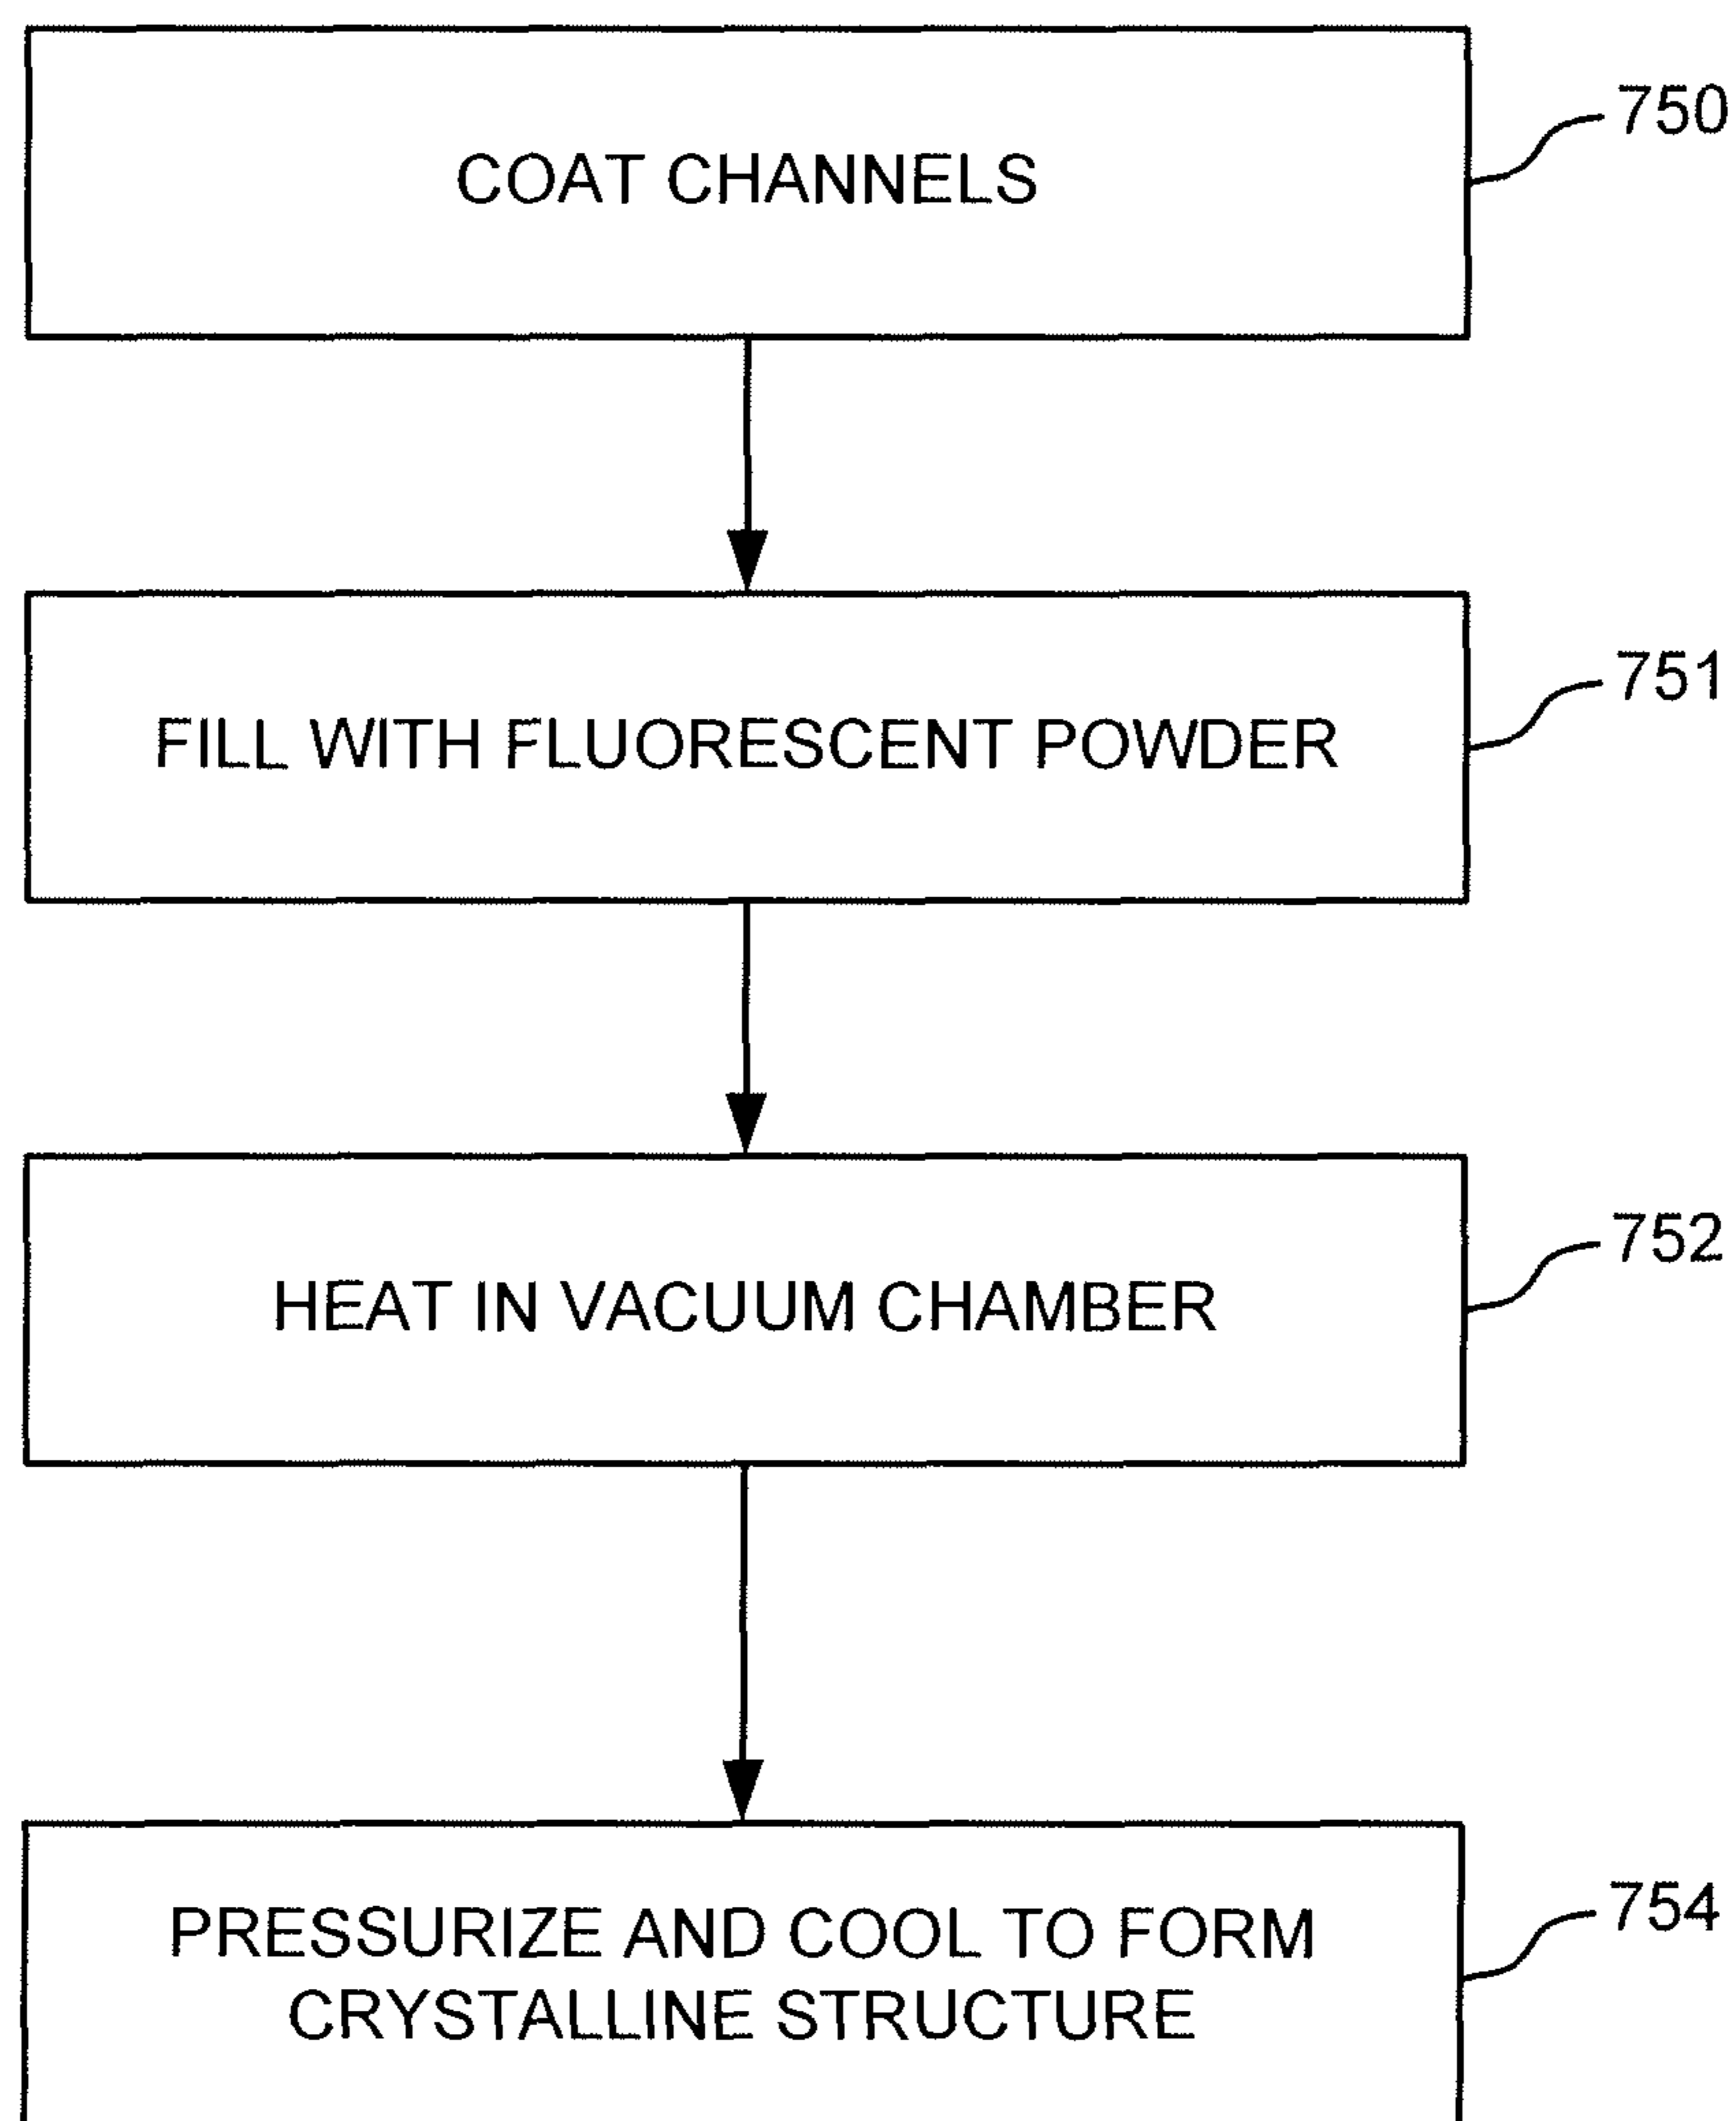 COAT CHANNELS
750
FILL WITH FLUORESCENT POWDER
751
HEAT IN VACUUM CHAMBER
752
PRESSURIZE AND COOL TO FORM
CRYSTALLINE STRUCTURE
754